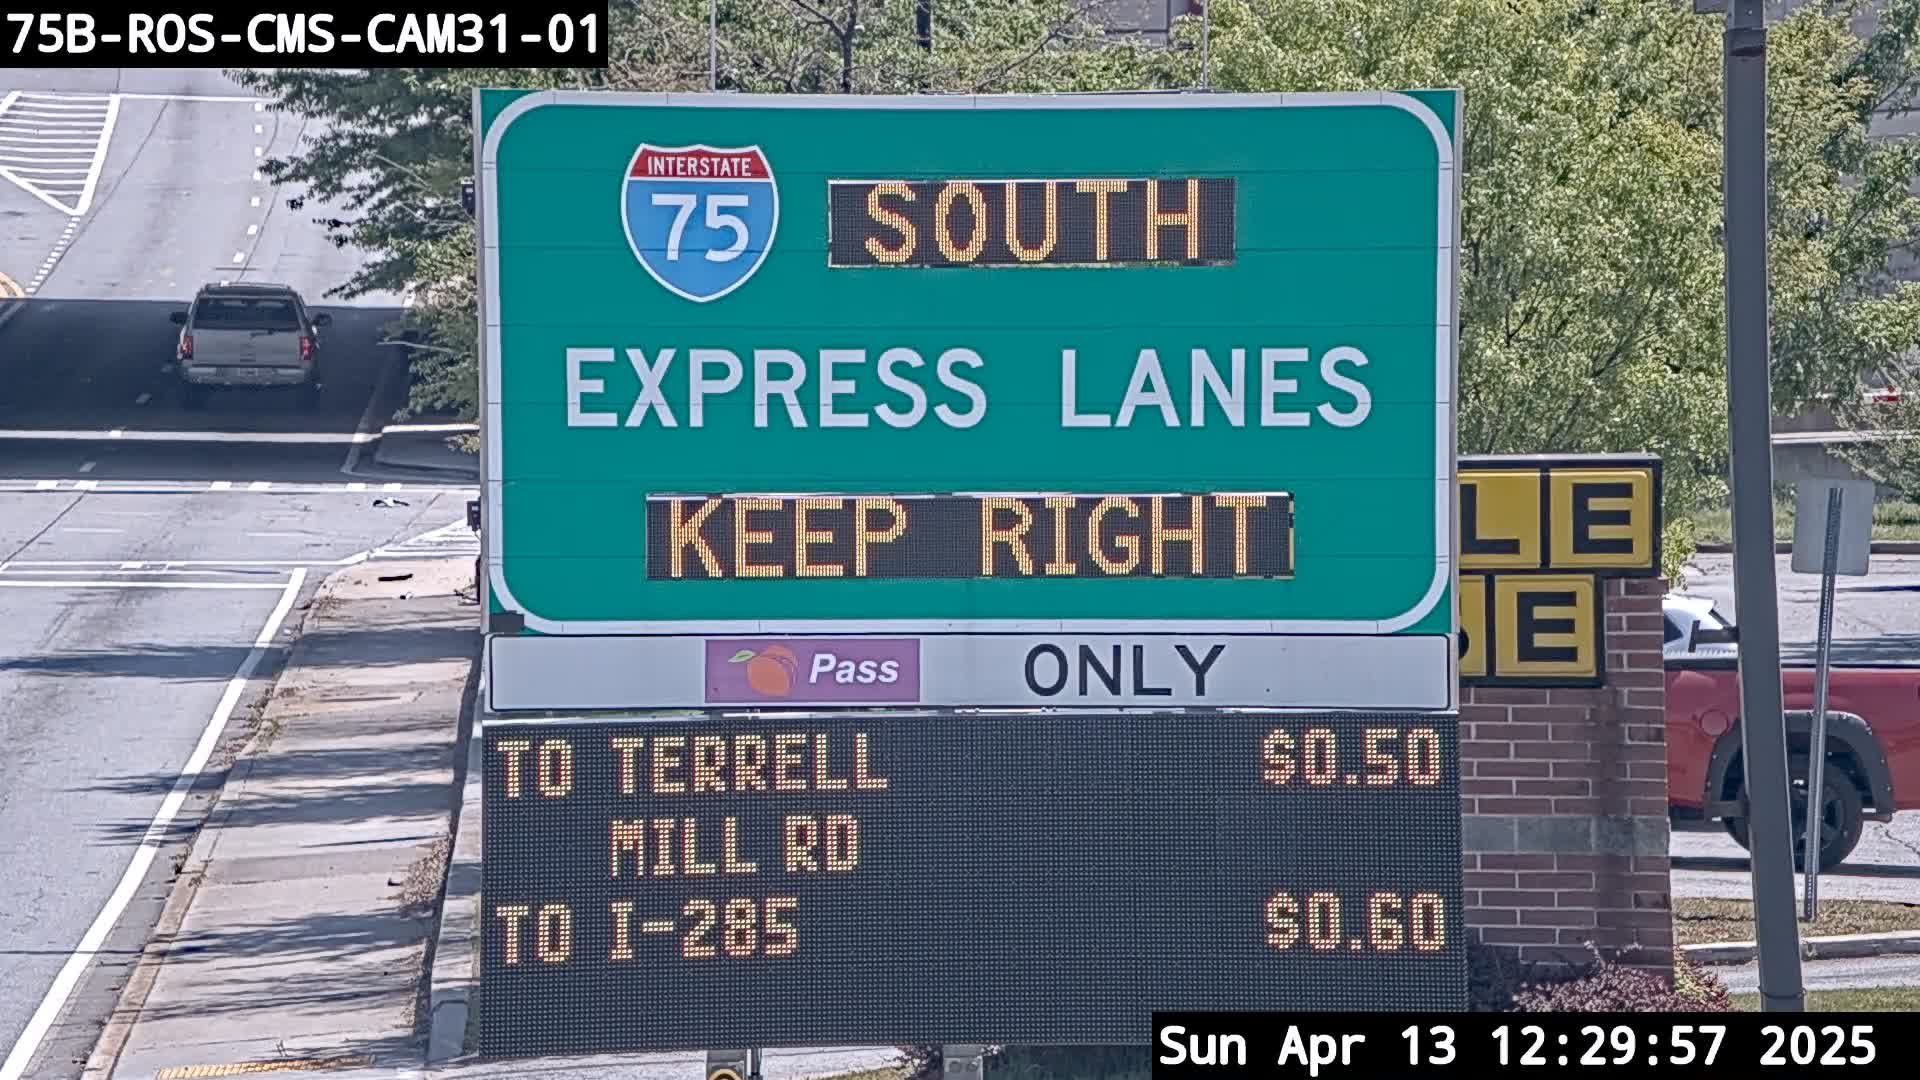 75B-ROS-CMS-CAM31-01
INTERSTATE
75
SOUTH
EXPRESS LANES
KEEP RIGHT
Pass ONLY
TO TERRELL $0.50
MILL RD
TO I-285 $0.60
LE
E
Sun Apr 13 12:29:57 2025